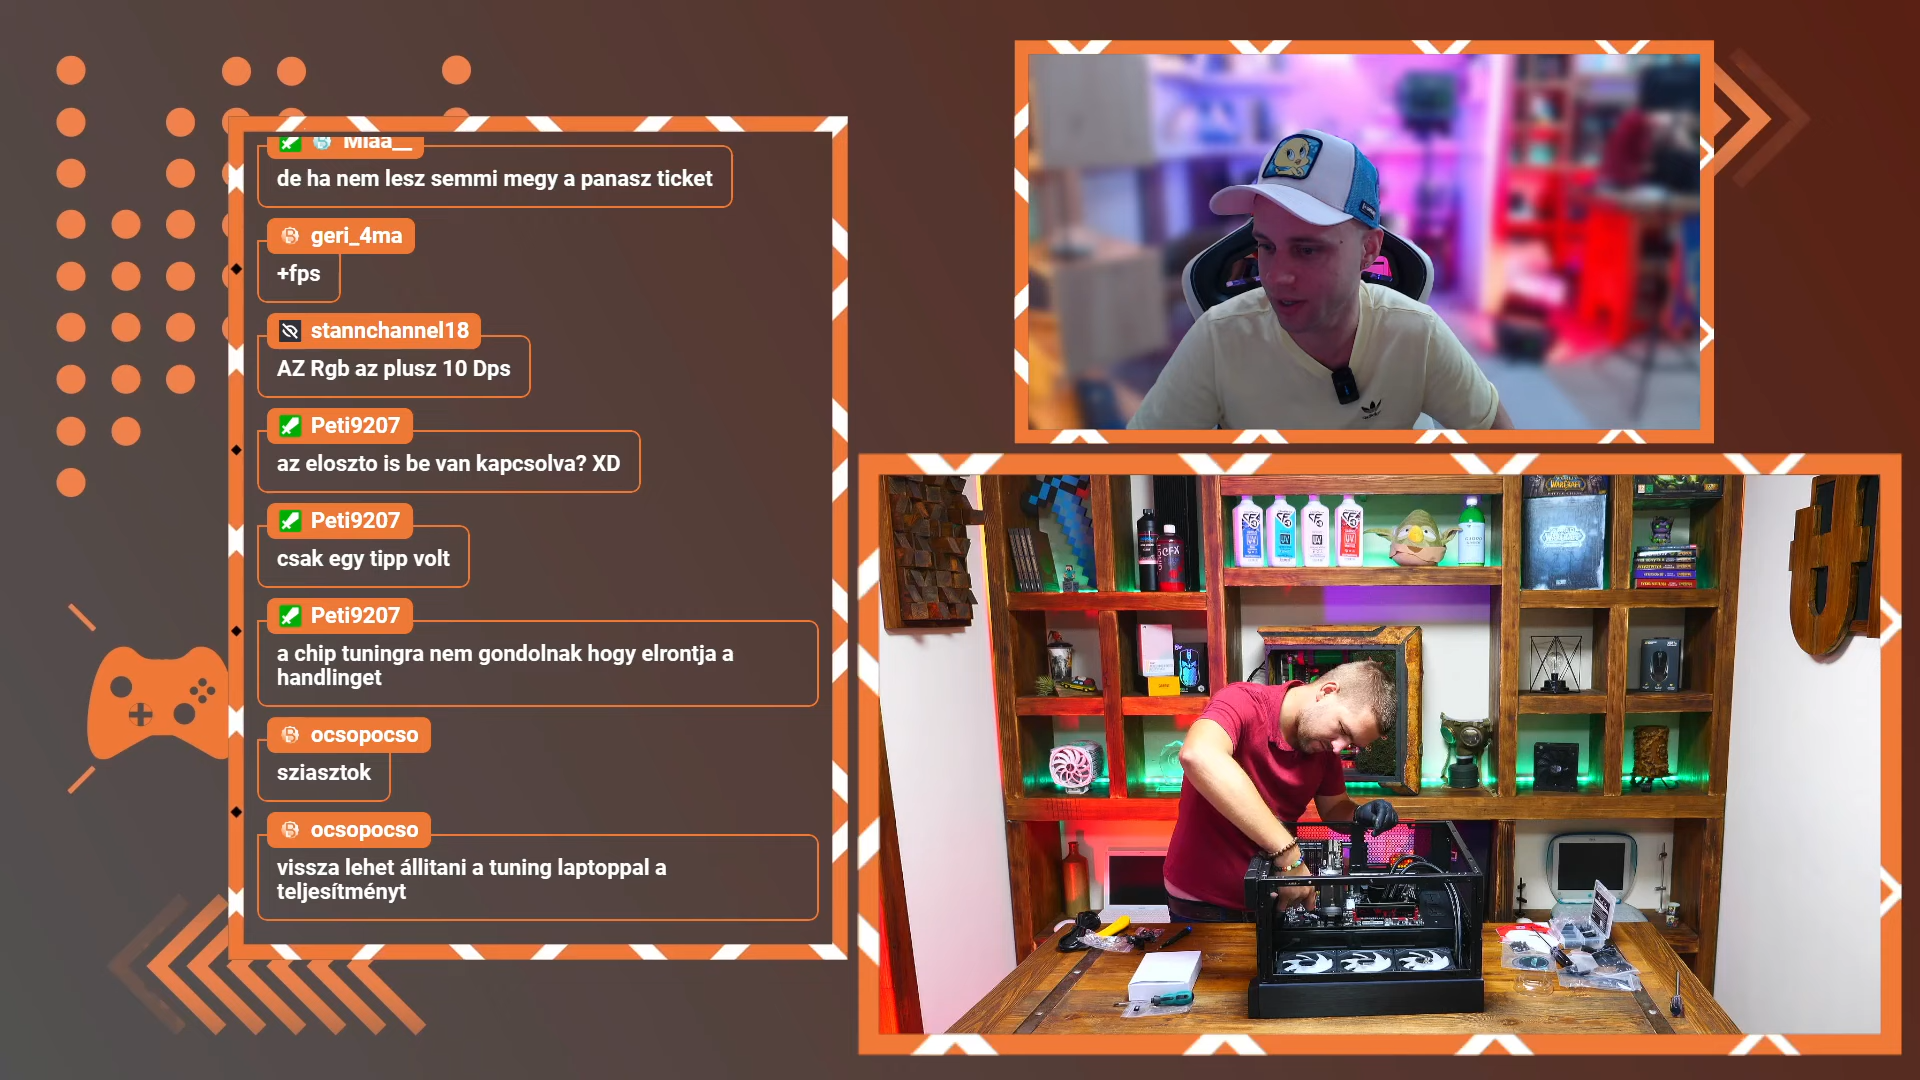 Miaa__
de ha nem lesz semmi megy a panasz ticket
geri_4ma
+fps
stannchannel18
AZ Rgb az plusz 10 Dps
Peti9207
az eloszto is be van kapcsolva? XD
Peti9207
csak egy tipp volt
Peti9207
a chip tuningra nem gondolnak hogy elrontja a
handlinget
ocsopocso
sziasztok
ocsopocso
vissza lehet állitani a tuning laptoppal a
teljesítményt